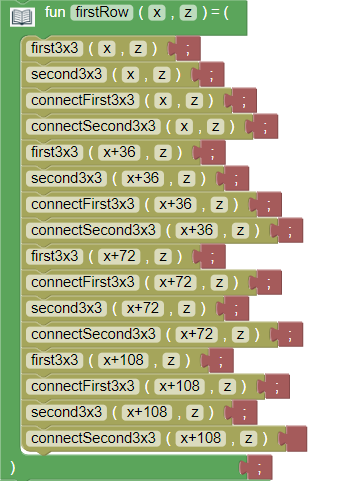 fun firstRow ( x , z ) = (
first3x3 ( x , z ) ;
second3x3 ( x , z ) ;
connectFirst3x3 ( x , z ) ;
connectSecond3x3 ( x , z ) ;
first3x3 ( x+36 , z ) ;
second3x3 ( x+36 , z ) ;
connectFirst3x3 ( x+36 , z ) ;
connectSecond3x3 ( x+36 , z ) ;
first3x3 ( x+72 , z ) ;
connectFirst3x3 ( x+72 , z ) ;
second3x3 ( x+72 , z ) ;
connectSecond3x3 ( x+72 , z ) ;
first3x3 ( x+108 , z ) ;
connectFirst3x3 ( x+108 , z ) ;
second3x3 ( x+108 , z ) ;
connectSecond3x3 ( x+108 , z ) ;
) ;